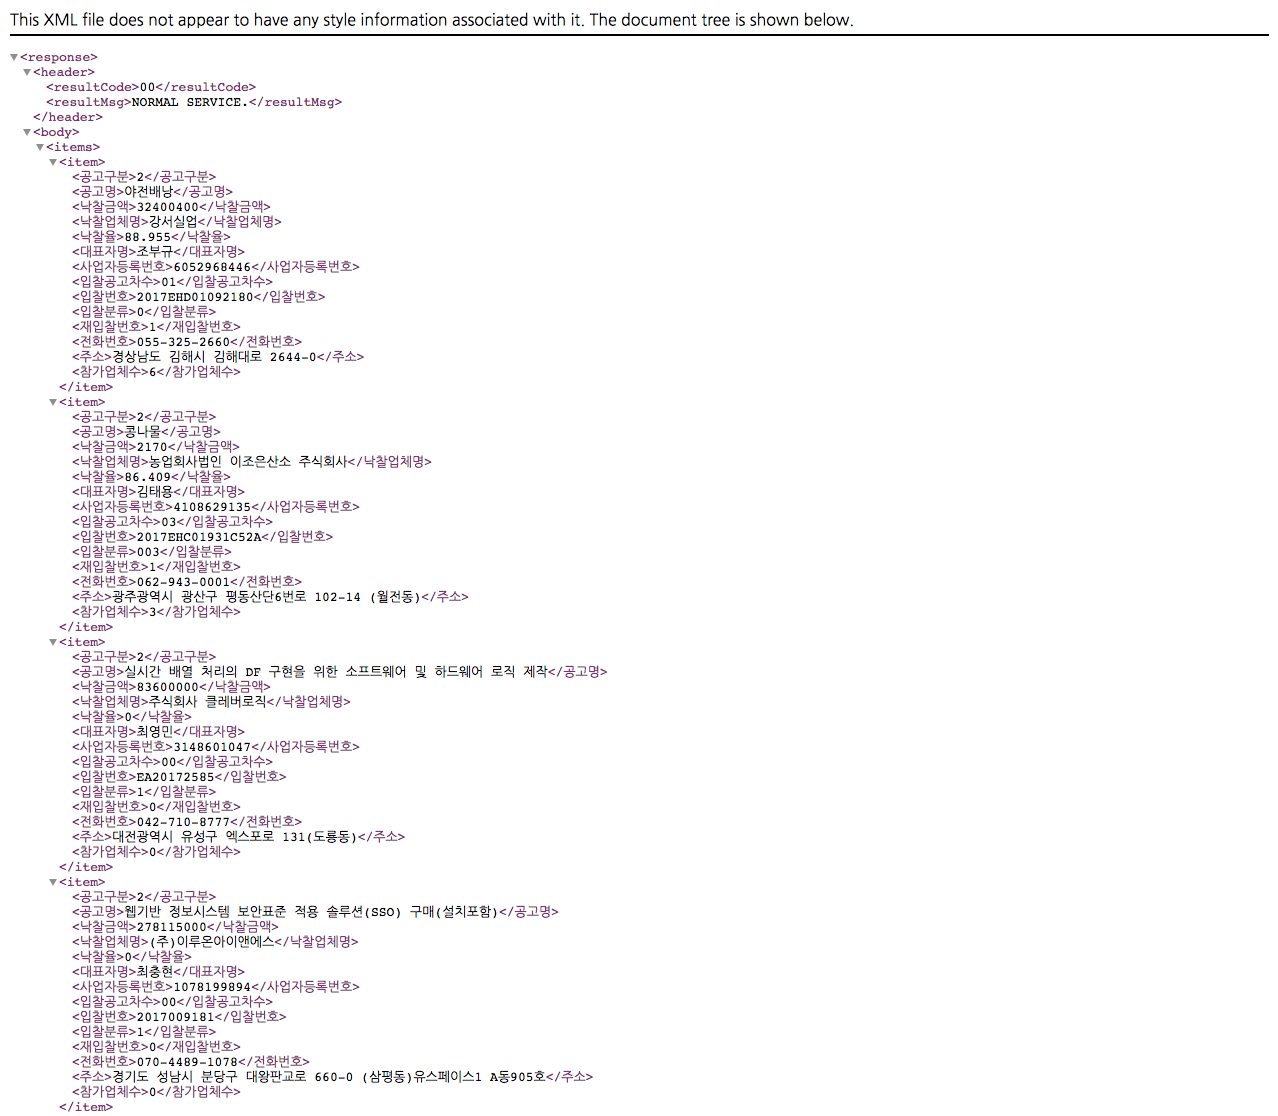 This XML file does not appear to have any style information associated with it. The document tree is shown below.
▼<response>
▼<header>
<resultCode>00</resultCode>
<resultMsg>NORMAL SERVICE.</resultMsg>
</header>
▼<body>
▼<items>
▼<item>
<공고구분>2</공고구분>
<공고명>야전배낭</공고명>
<낙찰금액>32400400</낙찰금액>
<낙찰업체명>강서실업</낙찰업체명>
<낙찰율>88.955</낙찰율>
<대표자명>조부규</대표자명>
<사업자등록번호>6052968446</사업자등록번호>
<입찰공고차수>01</입찰공고차수>
<입찰번호>2017EHD01092180</입찰번호>
<입찰분류>0</입찰분류>
<재입찰번호>1</재입찰번호>
<전화번호>055-325-2660</전화번호>
<주소>경상남도 김해시 김해대로 2644-0</주소>
<참가업체수>6</참가업체수>
</item>
▼<item>
<공고구분>2</공고구분>
<공고명>콩나물</공고명>
<낙찰금액>2170</낙찰금액>
<낙찰업체명>농업회사법인 이조은산소 주식회사</낙찰업체명>
<낙찰율>86.409</낙찰율>
<대표자명>김태용</대표자명>
<사업자등록번호>4108629135</사업자등록번호>
<입찰공고차수>03</입찰공고차수>
<입찰번호>2017EHC01931C52A</입찰번호>
<입찰분류>003</입찰분류>
<재입찰번호>1</재입찰번호>
<전화번호>062-943-0001</전화번호>
<주소>광주광역시 광산구 평동산단6번로 102-14 (월전동)</주소>
<참가업체수>3</참가업체수>
</item>
▼<item>
<공고구분>2</공고구분>
<공고명>실시간 배열 처리의 DF 구현을 위한 소프트웨어 및 하드웨어 로직 제작</공고명>
<낙찰금액>83600000</낙찰금액>
<낙찰업체명>주식회사 클레버로직</낙찰업체명>
<낙찰율>0</낙찰율>
<대표자명>최영민</대표자명>
<사업자등록번호>3148601047</사업자등록번호>
<입찰공고차수>00</입찰공고차수>
<입찰번호>EA20172585</입찰번호>
<입찰분류>1</입찰분류>
<재입찰번호>0</재입찰번호>
<전화번호>042-710-8777</전화번호>
<주소>대전광역시 유성구 엑스포로 131(도룡동)</주소>
<참가업체수>0</참가업체수>
</item>
▼<item>
<공고구분>2</공고구분>
<공고명>웹기반 정보시스템 보안표준 적용 솔루션(SSO) 구매(설치포함)</공고명>
<낙찰금액>278115000</낙찰금액>
<낙찰업체명>(주)이루온아이앤에스</낙찰업체명>
<낙찰율>0</낙찰율>
<대표자명>최충현</대표자명>
<사업자등록번호>1078199894</사업자등록번호>
<입찰공고차수>00</입찰공고차수>
<입찰번호>2017009181</입찰번호>
<입찰분류>1</입찰분류>
<재입찰번호>0</재입찰번호>
<전화번호>070-4489-1078</전화번호>
<주소>경기도 성남시 분당구 대왕판교로 660-0 (삼평동)유스페이스1 A동905호</주소>
<참가업체수>0</참가업체수>
</item>